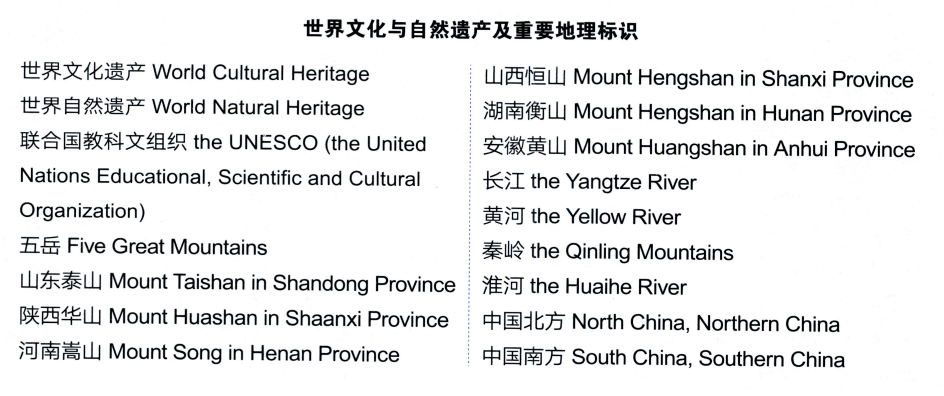 世界文化与自然遗产及重要地理标识
世界文化遗产 World Cultural Heritage
世界自然遗产 World Natural Heritage
联合国教科文组织 the UNESCO (the United
Nations Educational, Scientific and Cultural
Organization)
五岳 Five Great Mountains
山东泰山 Mount Taishan in Shandong Province
陕西华山 Mount Huashan in Shaanxi Province
河南嵩山 Mount Song in Henan Province
山西恒山 Mount Hengshan in Shanxi Province
湖南衡山 Mount Hengshan in Hunan Province
安徽黄山 Mount Huangshan in Anhui Province
长江 the Yangtze River
黄河 the Yellow River
秦岭 the Qinling Mountains
淮河 the Huaihe River
中国北方 North China, Northern China
中国南方 South China, Southern China